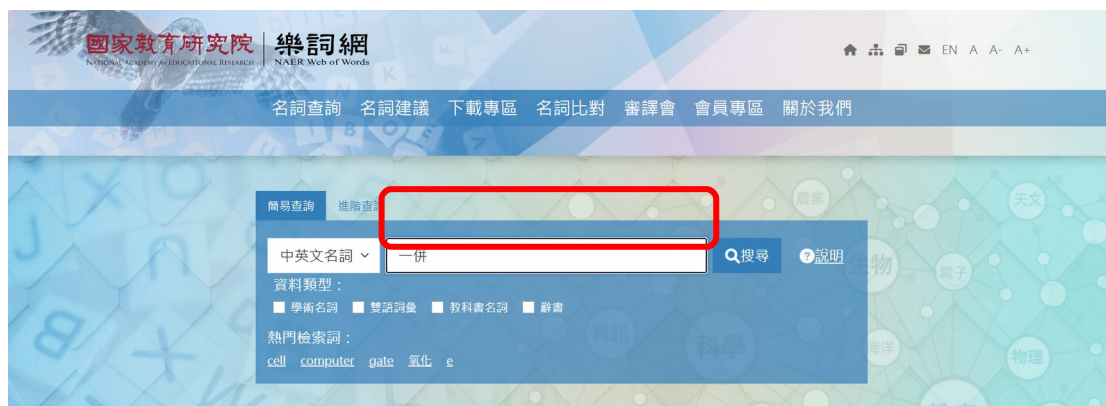 國家教育研究院 樂詞網
NATIONAL ACADEMY for EDUCATIONAL RESEARCH NAER Web of Words
EN A A- A+
名詞查詢 名詞建議 下載專區 名詞比對 審譯會 會員專區 關於我們
簡易查詢 進階查詢
農業
天文
中英文名詞 一併 搜尋 ?說明
生物
電子
資料類型：
學術名詞 雙語詞彙 教科書名詞 辭書
資訊
熱門檢索詞：
科學
海洋
物理
cell computer gate 氧化 e